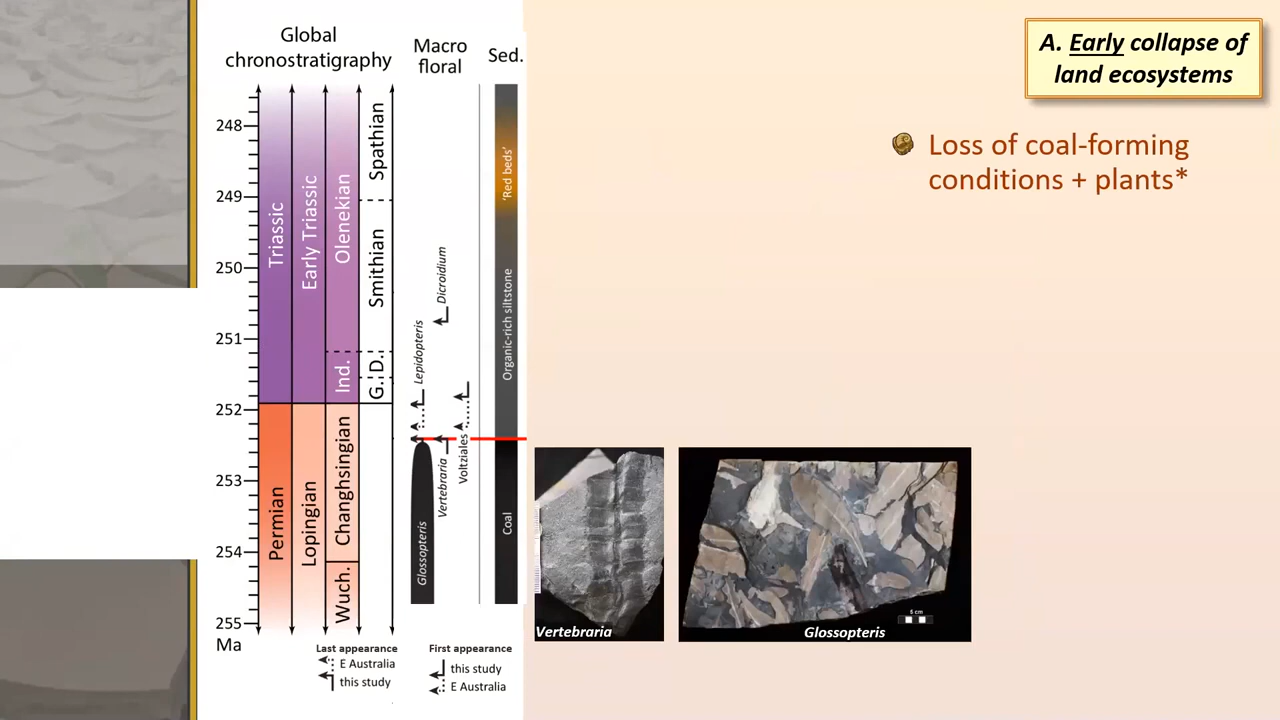 Global
chronostratigraphy
Macro
floral
Sed.
A. Early collapse of
land ecosystems
Loss of coal-forming
conditions + plants*
248
249
250
251
252
253
254
255
Ma
Triassic
Early Triassic
Olenekian
Ind.
Spathian
Smithian
D.
G.
Permian
Lopingian
Changhsingian
Wuch.
Dicroidium
Lepidopteris
Voltziales
Vertebraria
Glossopteris
'Red beds'
Organic-rich siltstone
Coal
Vertebraria
Glossopteris
5 cm
Last appearance
E Australia
this study
First appearance
this study
E Australia